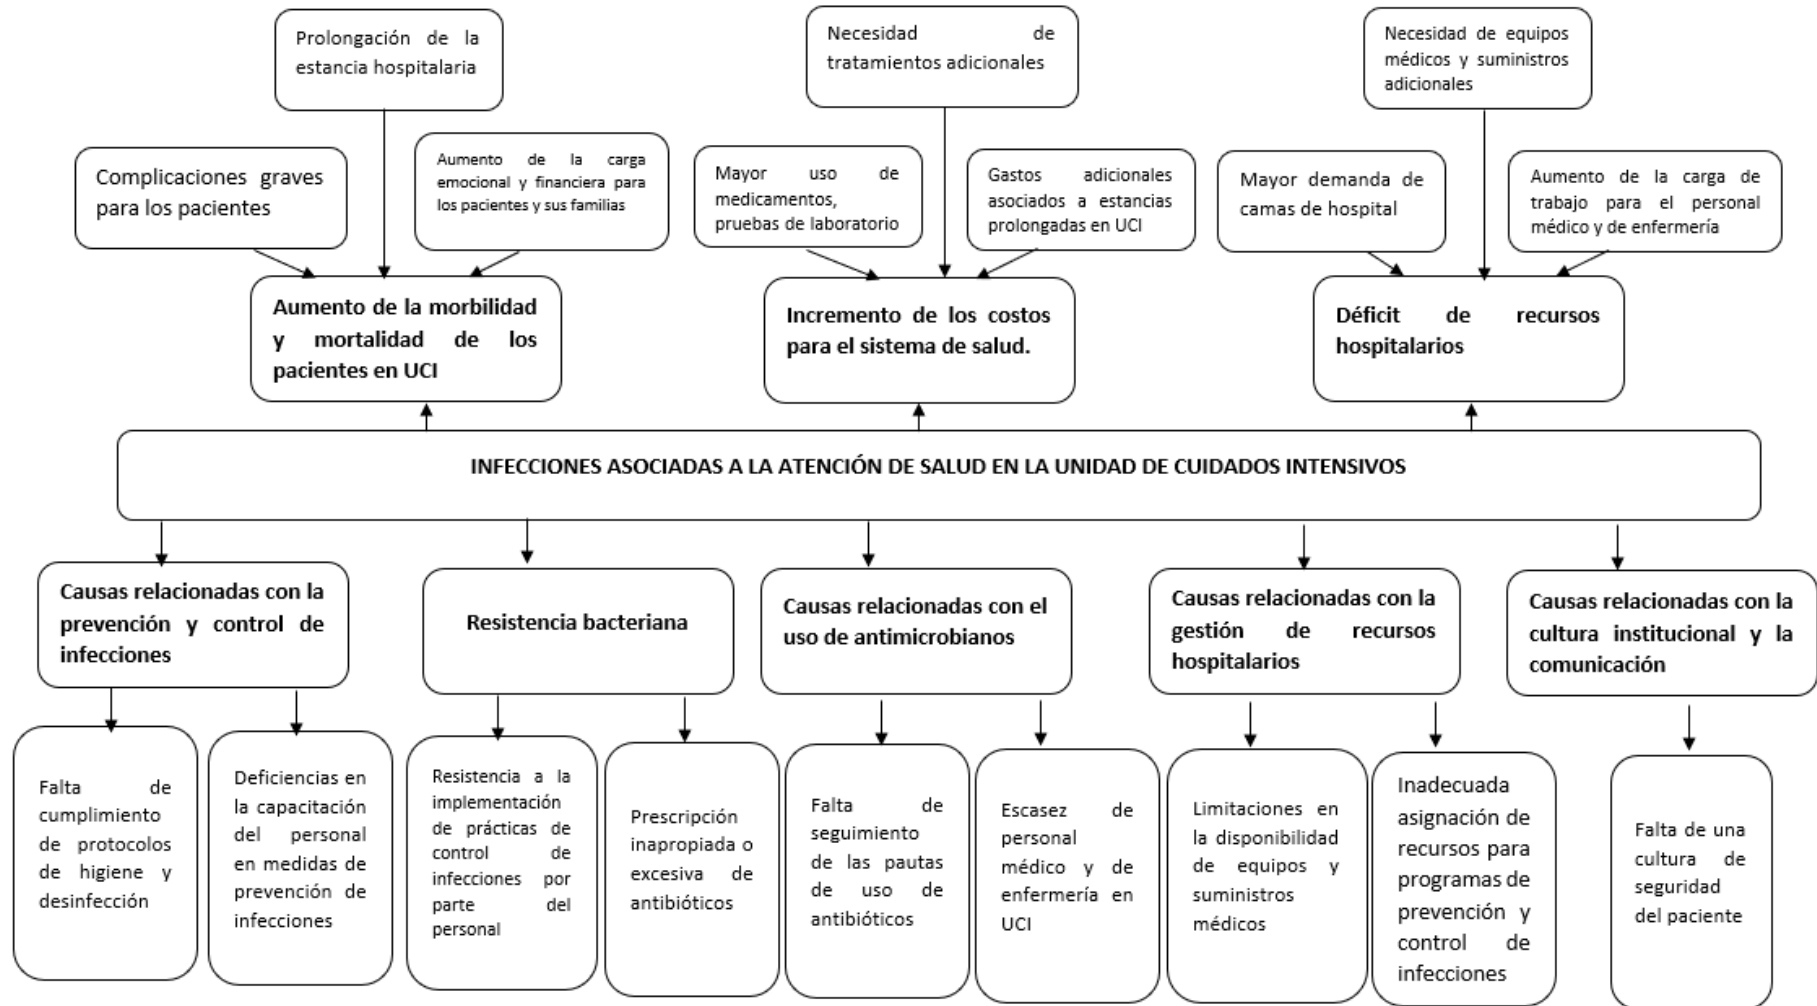 Prolongación de la
estancia hospitalaria
Necesidad de
tratamientos adicionales
Necesidad de equipos
médicos y suministros
adicionales
Complicaciones graves
para los pacientes
Aumento de la carga
emocional y financiera para
los pacientes y sus familias
Mayor uso de
medicamentos,
pruebas de laboratorio
Gastos adicionales
asociados a estancias
prolongadas en UCI
Mayor demanda de
camas de hospital
Aumento de la carga de
trabajo para el personal
médico y de enfermería
Aumento de la morbilidad
y mortalidad de los
pacientes en UCI
Incremento de los costos
para el sistema de salud.
Déficit de recursos
hospitalarios
INFECCIONES ASOCIADAS A LA ATENCIÓN DE SALUD EN LA UNIDAD DE CUIDADOS INTENSIVOS
Causas relacionadas con la
prevención y control de
infecciones
Resistencia bacteriana
Causas relacionadas con el
uso de antimicrobianos
Causas relacionadas con la
gestión de recursos
hospitalarios
Causas relacionadas con la
cultura institucional y la
comunicación
Falta de
cumplimiento
de protocolos
de higiene y
desinfección
Deficiencias en
la capacitación
del personal
en medidas de
prevención de
infecciones
Resistencia a la
implementación
de prácticas de
control de
infecciones por
parte del
personal
Prescripción
inapropiada o
excesiva de
antibióticos
Falta de
seguimiento
de las pautas
de uso de
antibióticos
Escasez de
personal
médico y de
enfermería en
UCI
Limitaciones en
la disponibilidad
de equipos y
suministros
médicos
Inadecuada
asignación de
recursos para
programas de
prevención y
control de
infecciones
Falta de una
cultura de
seguridad
del paciente